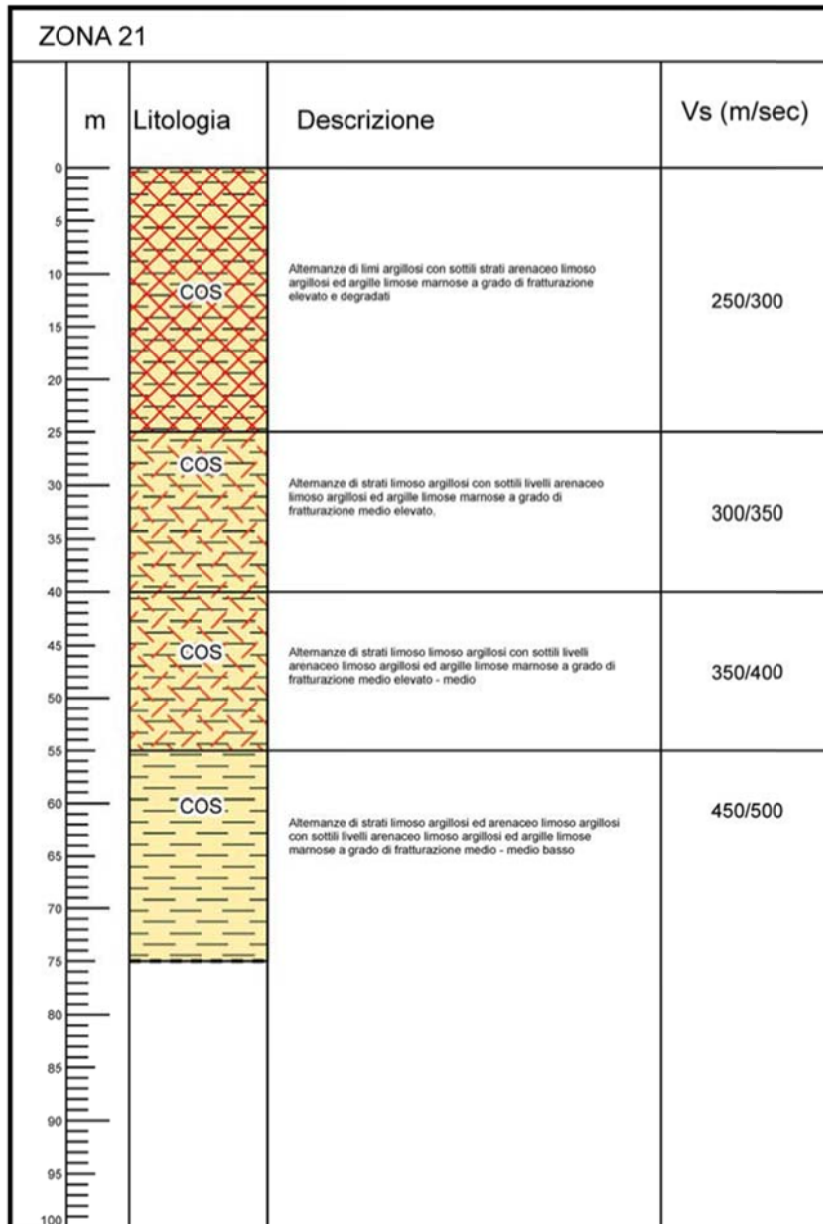 ZONA 21
m
Litologia
Descrizione
Vs (m/sec)
0
5
10
15
20
25
30
35
40
45
50
55
60
65
70
75
80
85
90
95
100
COS
Alternanze di limi argillosi con sottili strati arenaceo limoso
argillosi ed argille limose marnose a grado di fratturazione
elevato e degradati
250/300
COS
Alternanze di strati limoso argillosi con sottili livelli arenaceo
limoso argillosi ed argille limose marnose a grado di
fratturazione medio elevato,
300/350
COS
Alternanze di strati limoso limoso argillosi con sottili livelli
arenaceo limoso argillosi ed argille limose marnose a grado di
fratturazione medio elevato - medio
350/400
COS
Alternanze di strati limoso argillosi ed arenaceo limoso argillosi
con sottili livelli arenaceo limoso argillosi ed argille limose
marnose a grado di fratturazione medio - medio basso
450/500